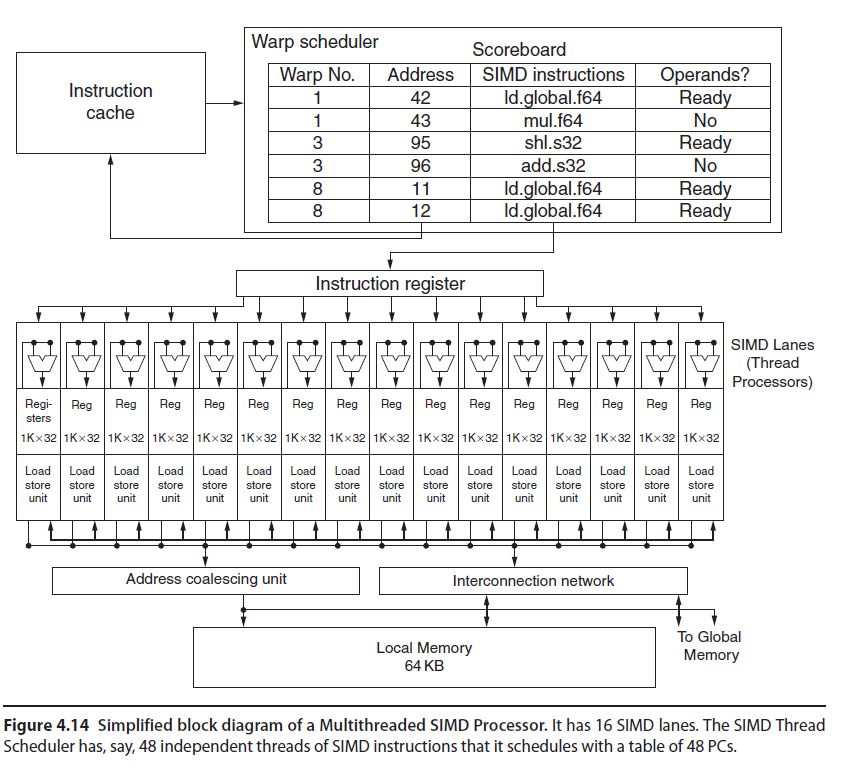 Warp scheduler
Scoreboard
Warp No. Address SIMD instructions Operands?
1 42 ld.global.f64 Ready
1 43 mul.f64 No
3 95 shl.s32 Ready
3 96 add.s32 No
8 11 ld.global.f64 Ready
8 12 ld.global.f64 Ready
Instruction
cache
Instruction register
SIMD Lanes
(Thread
Processors)
Regi- Reg Reg Reg Reg Reg Reg Reg Reg Reg Reg Reg Reg Reg Reg Reg
sters
1K×32 1K×32 1K×32 1K×32 1K×32 1K×32 1K×32 1K×32 1K×32 1K×32 1K×32 1K×32 1K×32 1K×32 1K×32 1K×32
Load Load Load Load Load Load Load Load Load Load Load Load Load Load Load Load
store store store store store store store store store store store store store store store store
unit unit unit unit unit unit unit unit unit unit unit unit unit unit unit unit
Address coalescing unit
Interconnection network
Local Memory
64 KB
To Global
Memory
Figure 4.14 Simplified block diagram of a Multithreaded SIMD Processor. It has 16 SIMD lanes. The SIMD Thread
Scheduler has, say, 48 independent threads of SIMD instructions that it schedules with a table of 48 PCs.